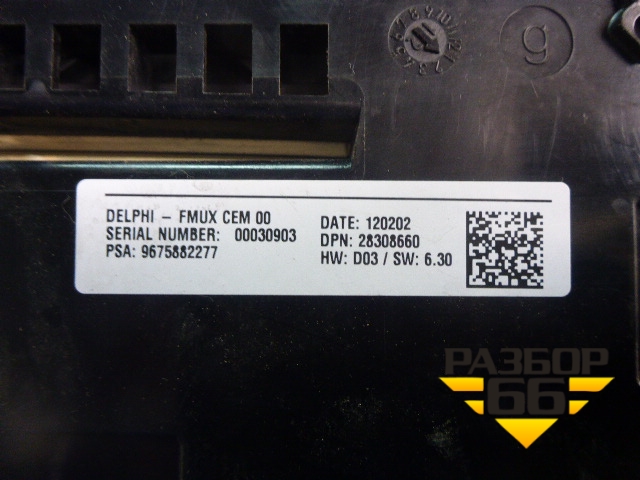 g
DELPHI - FMUX CEM 00
SERIAL NUMBER: 00030903
PSA: 9675882277
DATE: 120202
DPN: 28308660
HW: D03 / SW: 6.30
РАЗБОР
66